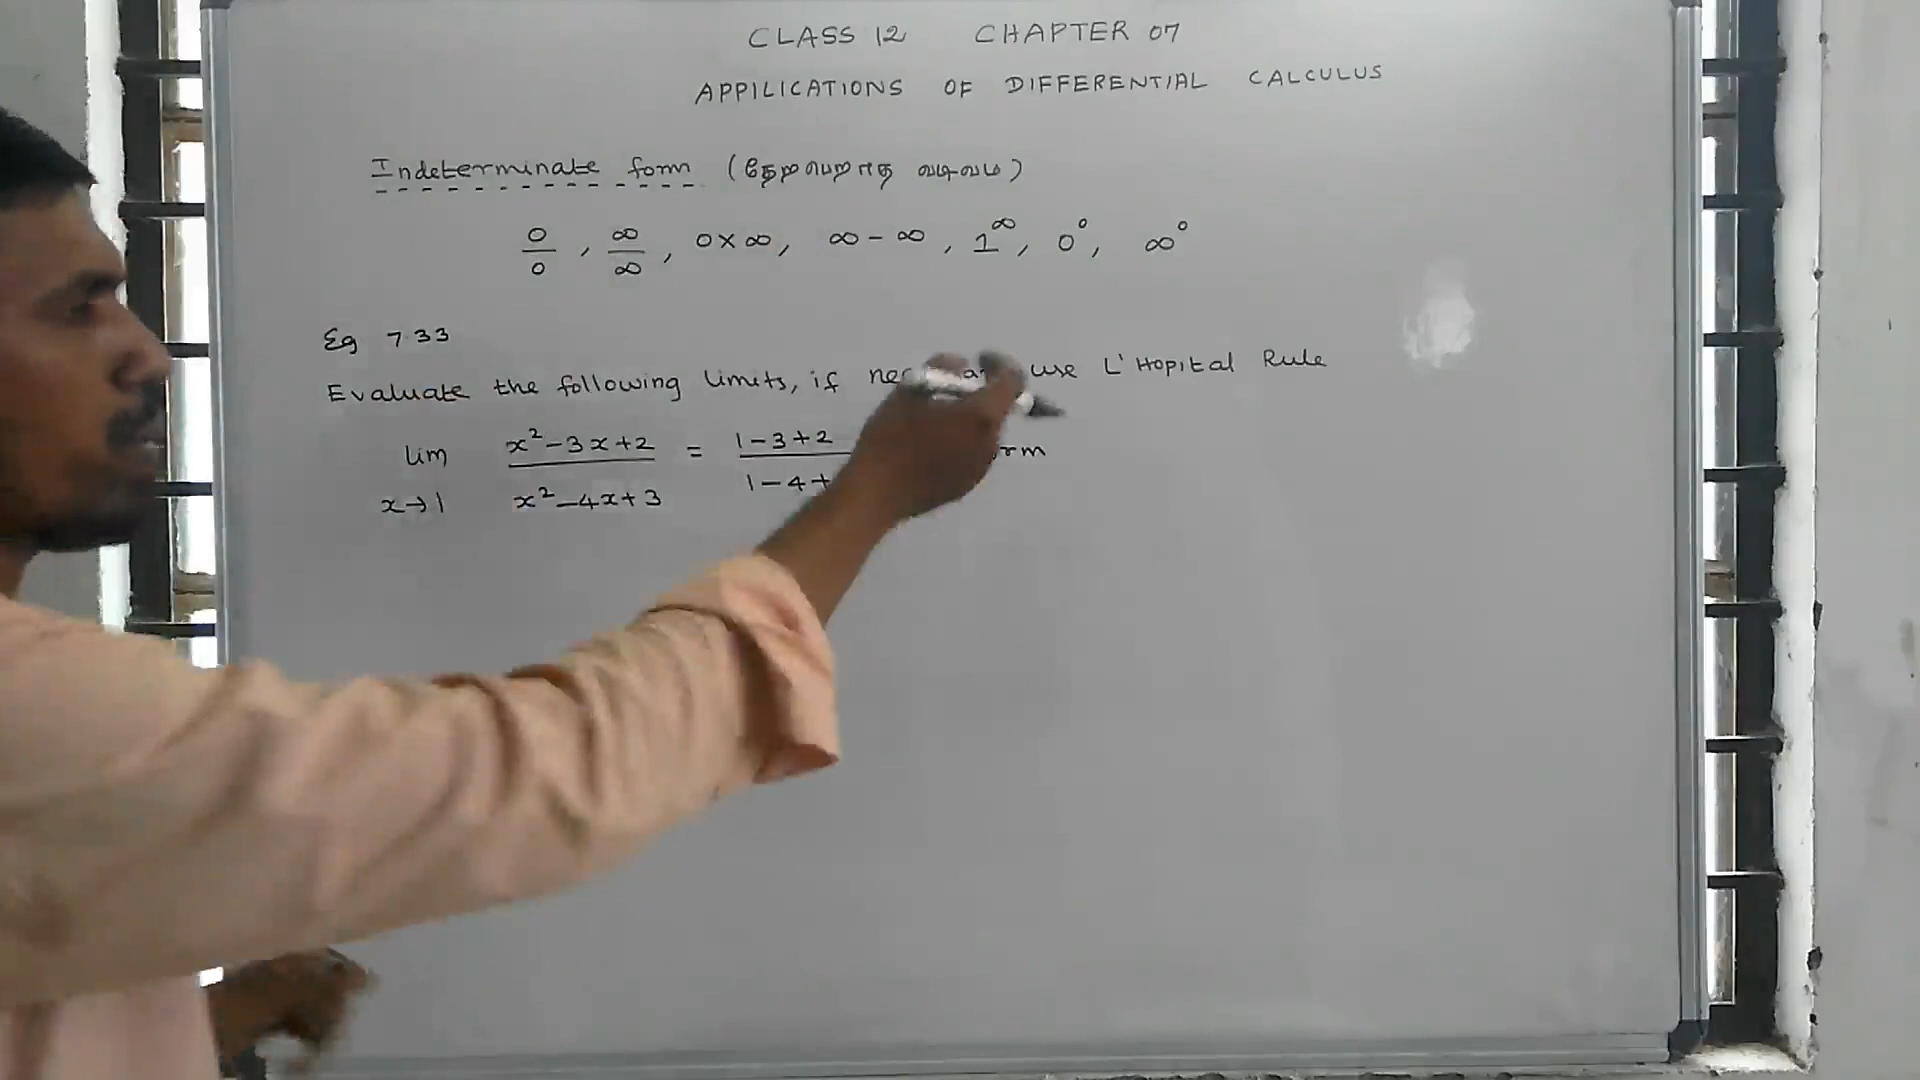 CLASS 12 CHAPTER 07
APPILICATIONS OF DIFFERENTIAL CALCULUS
Indeterminate form (தேறப்பெறாத வடிவம்)
0/0, ∞/∞, 0×∞, ∞-∞, 1^∞, 0^0, ∞^0
Eg 7.33
Evaluate the following limits, if use L'Hopital Rule
lim x→1 (x²-3x+2)/(x²-4x+3) = (1-3+2)/(1-4+